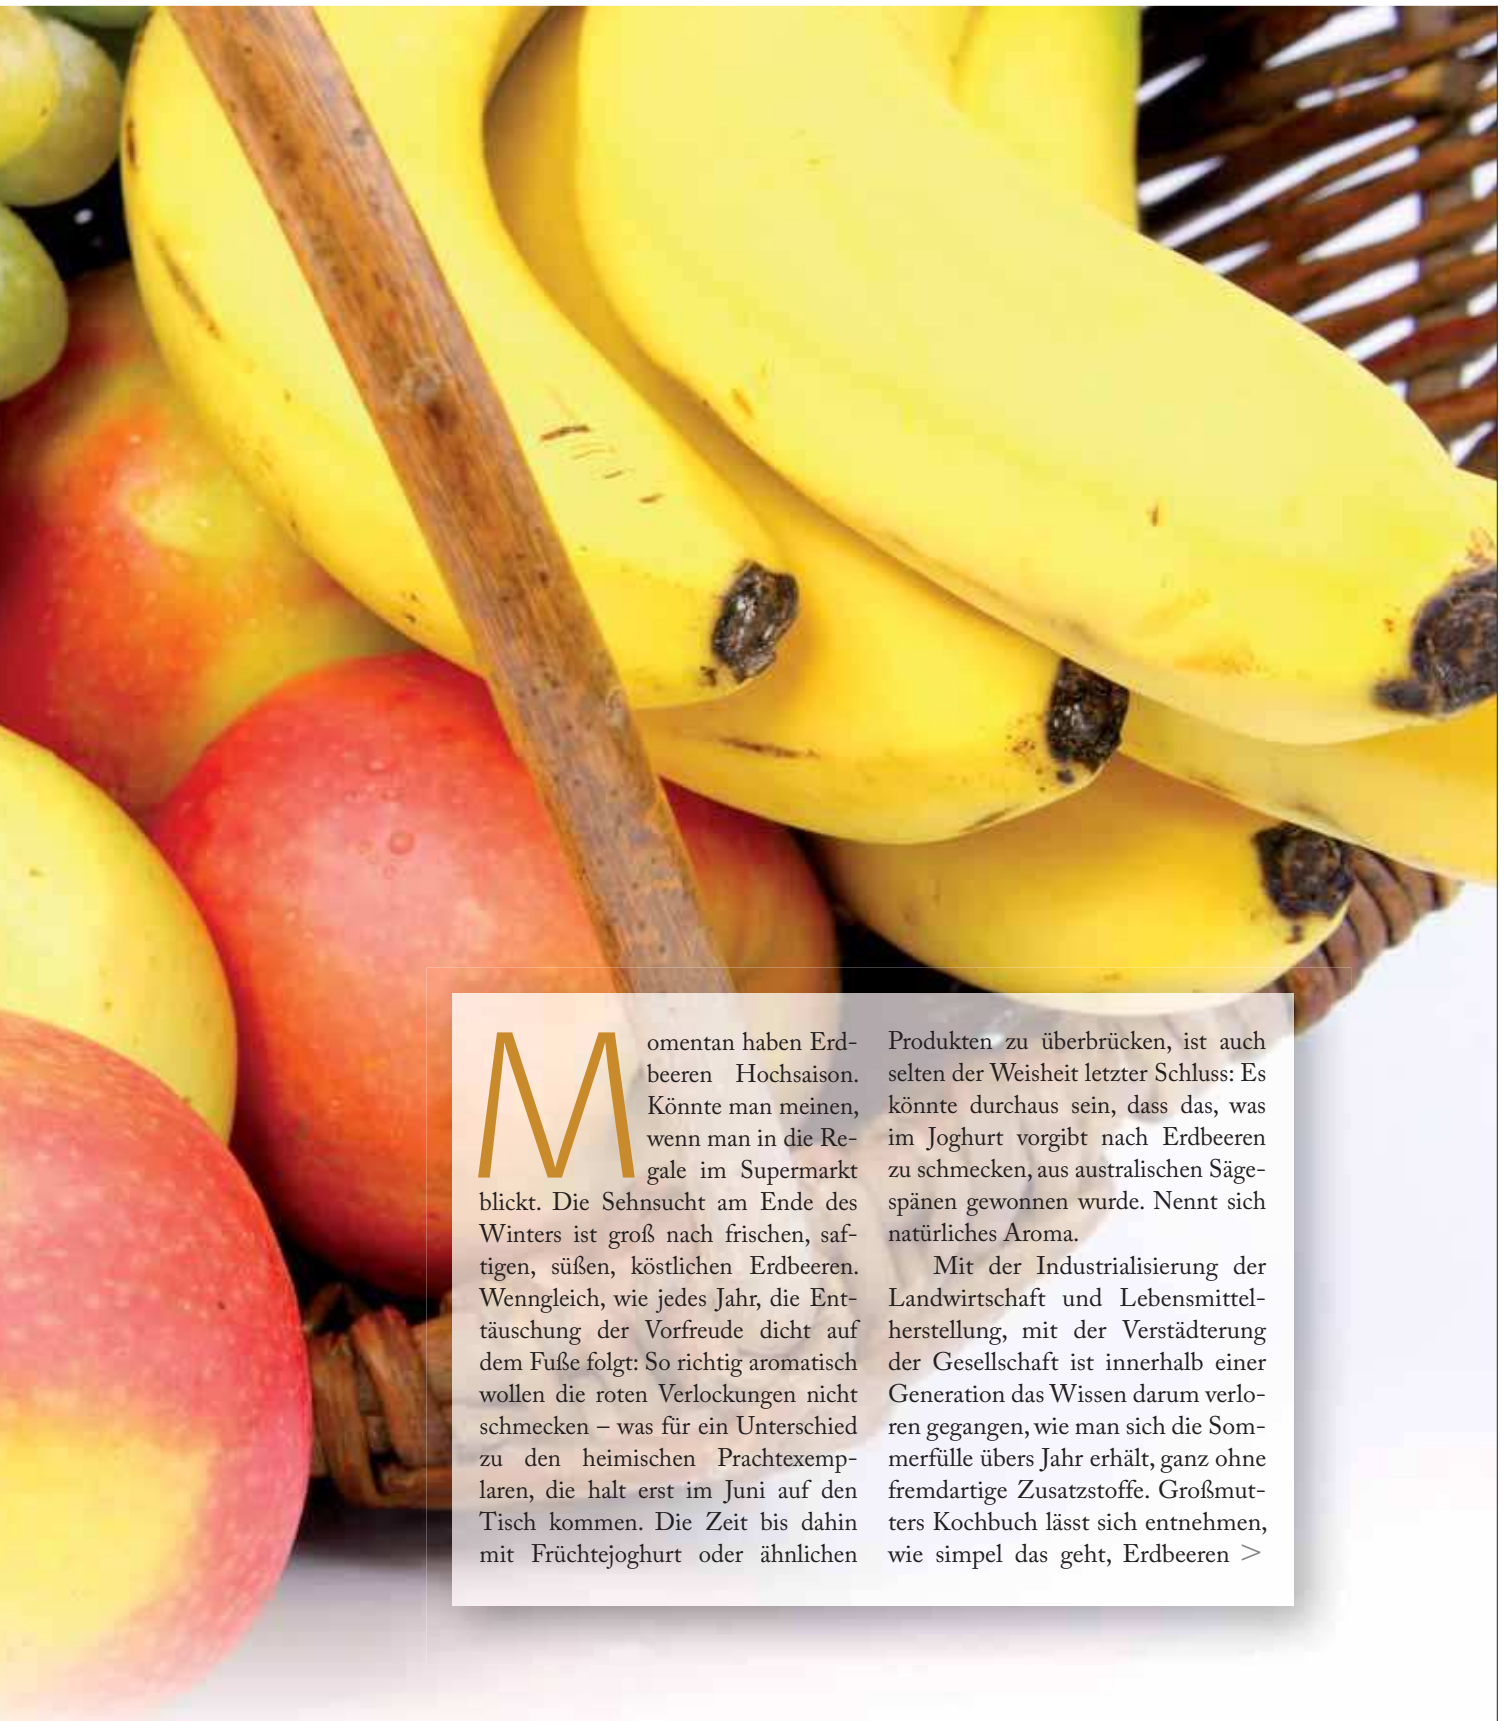 Momentan haben Erd-
beeren Hochsaison.
Könnte man meinen,
wenn man in die Re-
gale im Supermarkt
blickt. Die Sehnsucht am Ende des
Winters ist groß nach frischen, saf-
tigen, süßen, köstlichen Erdbeeren.
Wenngleich, wie jedes Jahr, die Ent-
täuschung der Vorfreude dicht auf
dem Fuße folgt: So richtig aromatisch
wollen die roten Verlockungen nicht
schmecken – was für ein Unterschied
zu den heimischen Prachtexemp-
laren, die halt erst im Juni auf den
Tisch kommen. Die Zeit bis dahin
mit Früchtejoghurt oder ähnlichen
Produkten zu überbrücken, ist auch
selten der Weisheit letzter Schluss: Es
könnte durchaus sein, dass das, was
im Joghurt vorgibt nach Erdbeeren
zu schmecken, aus australischen Säge-
spänen gewonnen wurde. Nennt sich
natürliches Aroma.
Mit der Industrialisierung der
Landwirtschaft und Lebensmittel-
herstellung, mit der Verstädterung
der Gesellschaft ist innerhalb einer
Generation das Wissen darum verlo-
ren gegangen, wie man sich die Som-
merfülle übers Jahr erhält, ganz ohne
fremdartige Zusatzstoffe. Großmut-
ters Kochbuch lässt sich entnehmen,
wie simpel das geht, Erdbeeren >